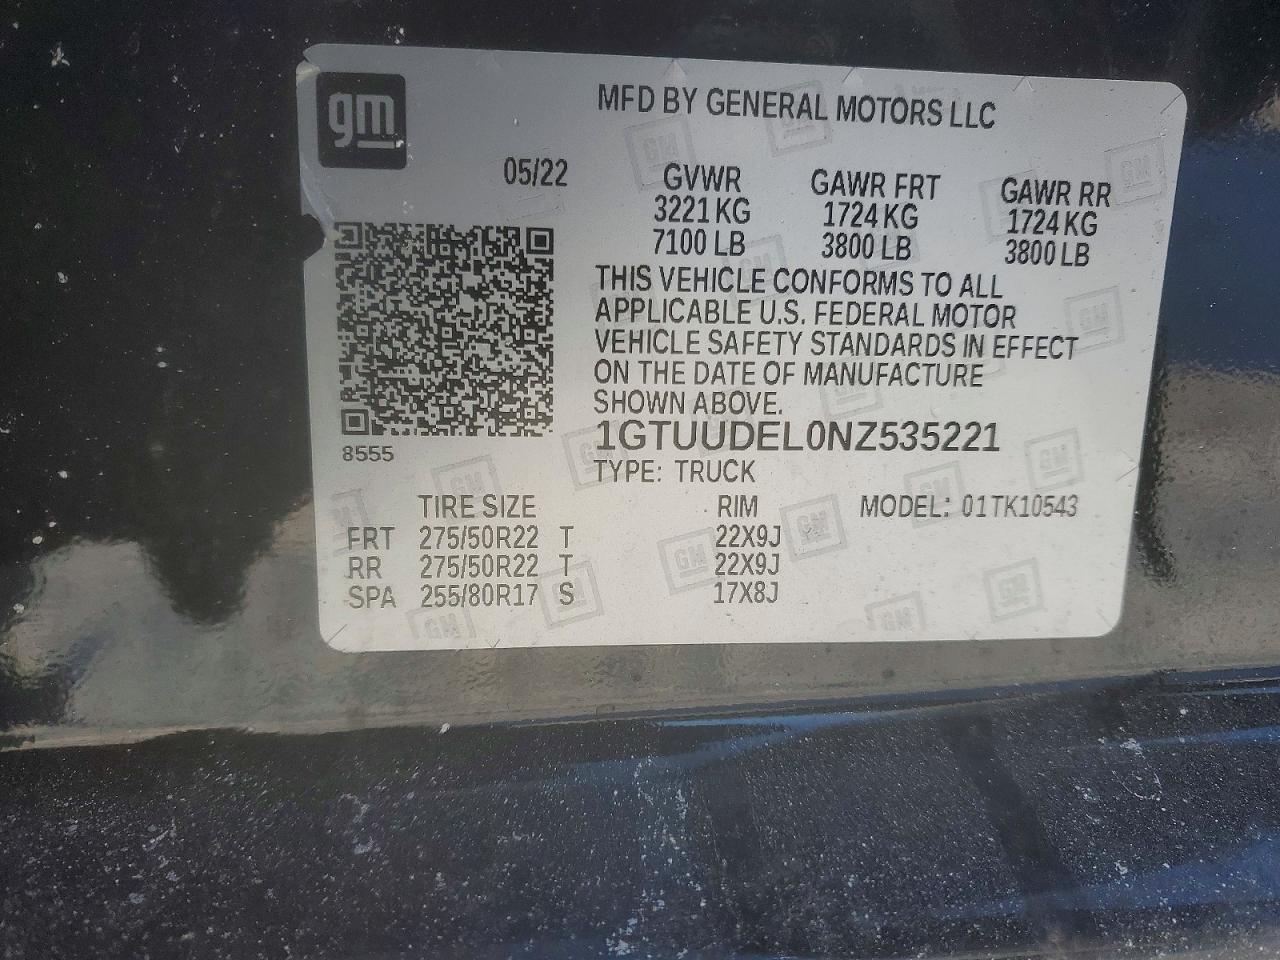 gm
MFD BY GENERAL MOTORS LLC
05/22
GVWR GAWR FRT GAWR RR
3221 KG 1724 KG 1724 KG
7100 LB 3800 LB 3800 LB
THIS VEHICLE CONFORMS TO ALL
APPLICABLE U.S. FEDERAL MOTOR
VEHICLE SAFETY STANDARDS IN EFFECT
ON THE DATE OF MANUFACTURE
SHOWN ABOVE.
1GTUUDEL0NZ535221
8555
TYPE: TRUCK
TIRE SIZE RIM MODEL: 01TK10543
FRT 275/50R22 T 22X9J
RR 275/50R22 T 22X9J
SPA 255/80R17 S 17X8J